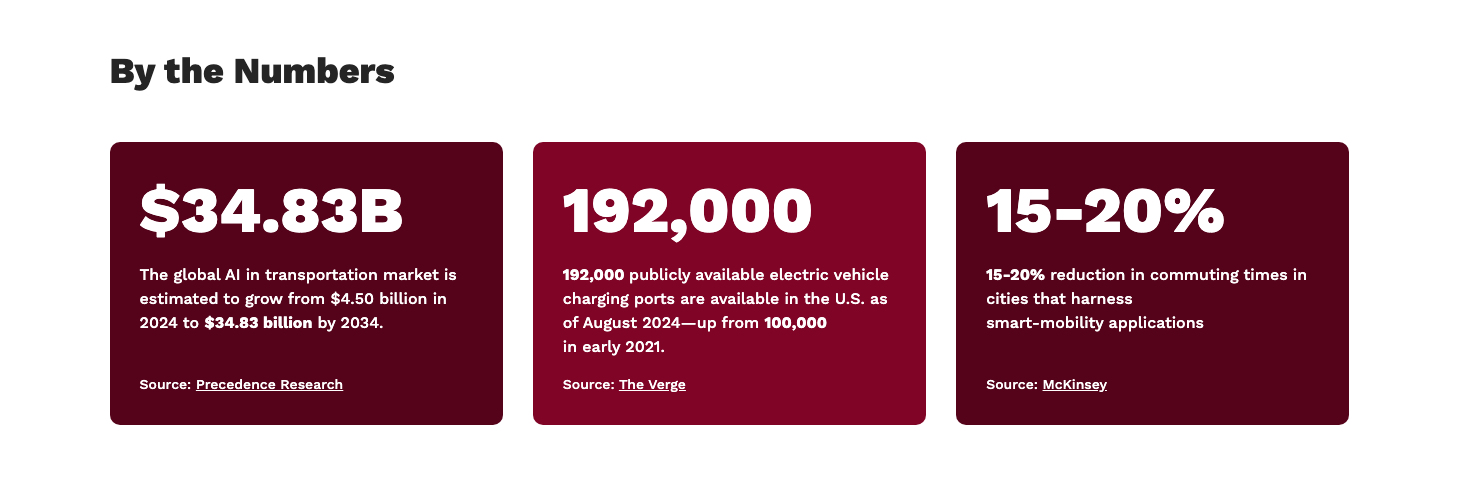 By the Numbers
$34.83B
The global AI in transportation market is
estimated to grow from $4.50 billion in
2024 to $34.83 billion by 2034.
Source: Precedence Research
192,000
192,000 publicly available electric vehicle
charging ports are available in the U.S. as
of August 2024—up from 100,000
in early 2021.
Source: The Verge
15-20%
15-20% reduction in commuting times in
cities that harness
smart-mobility applications
Source: McKinsey